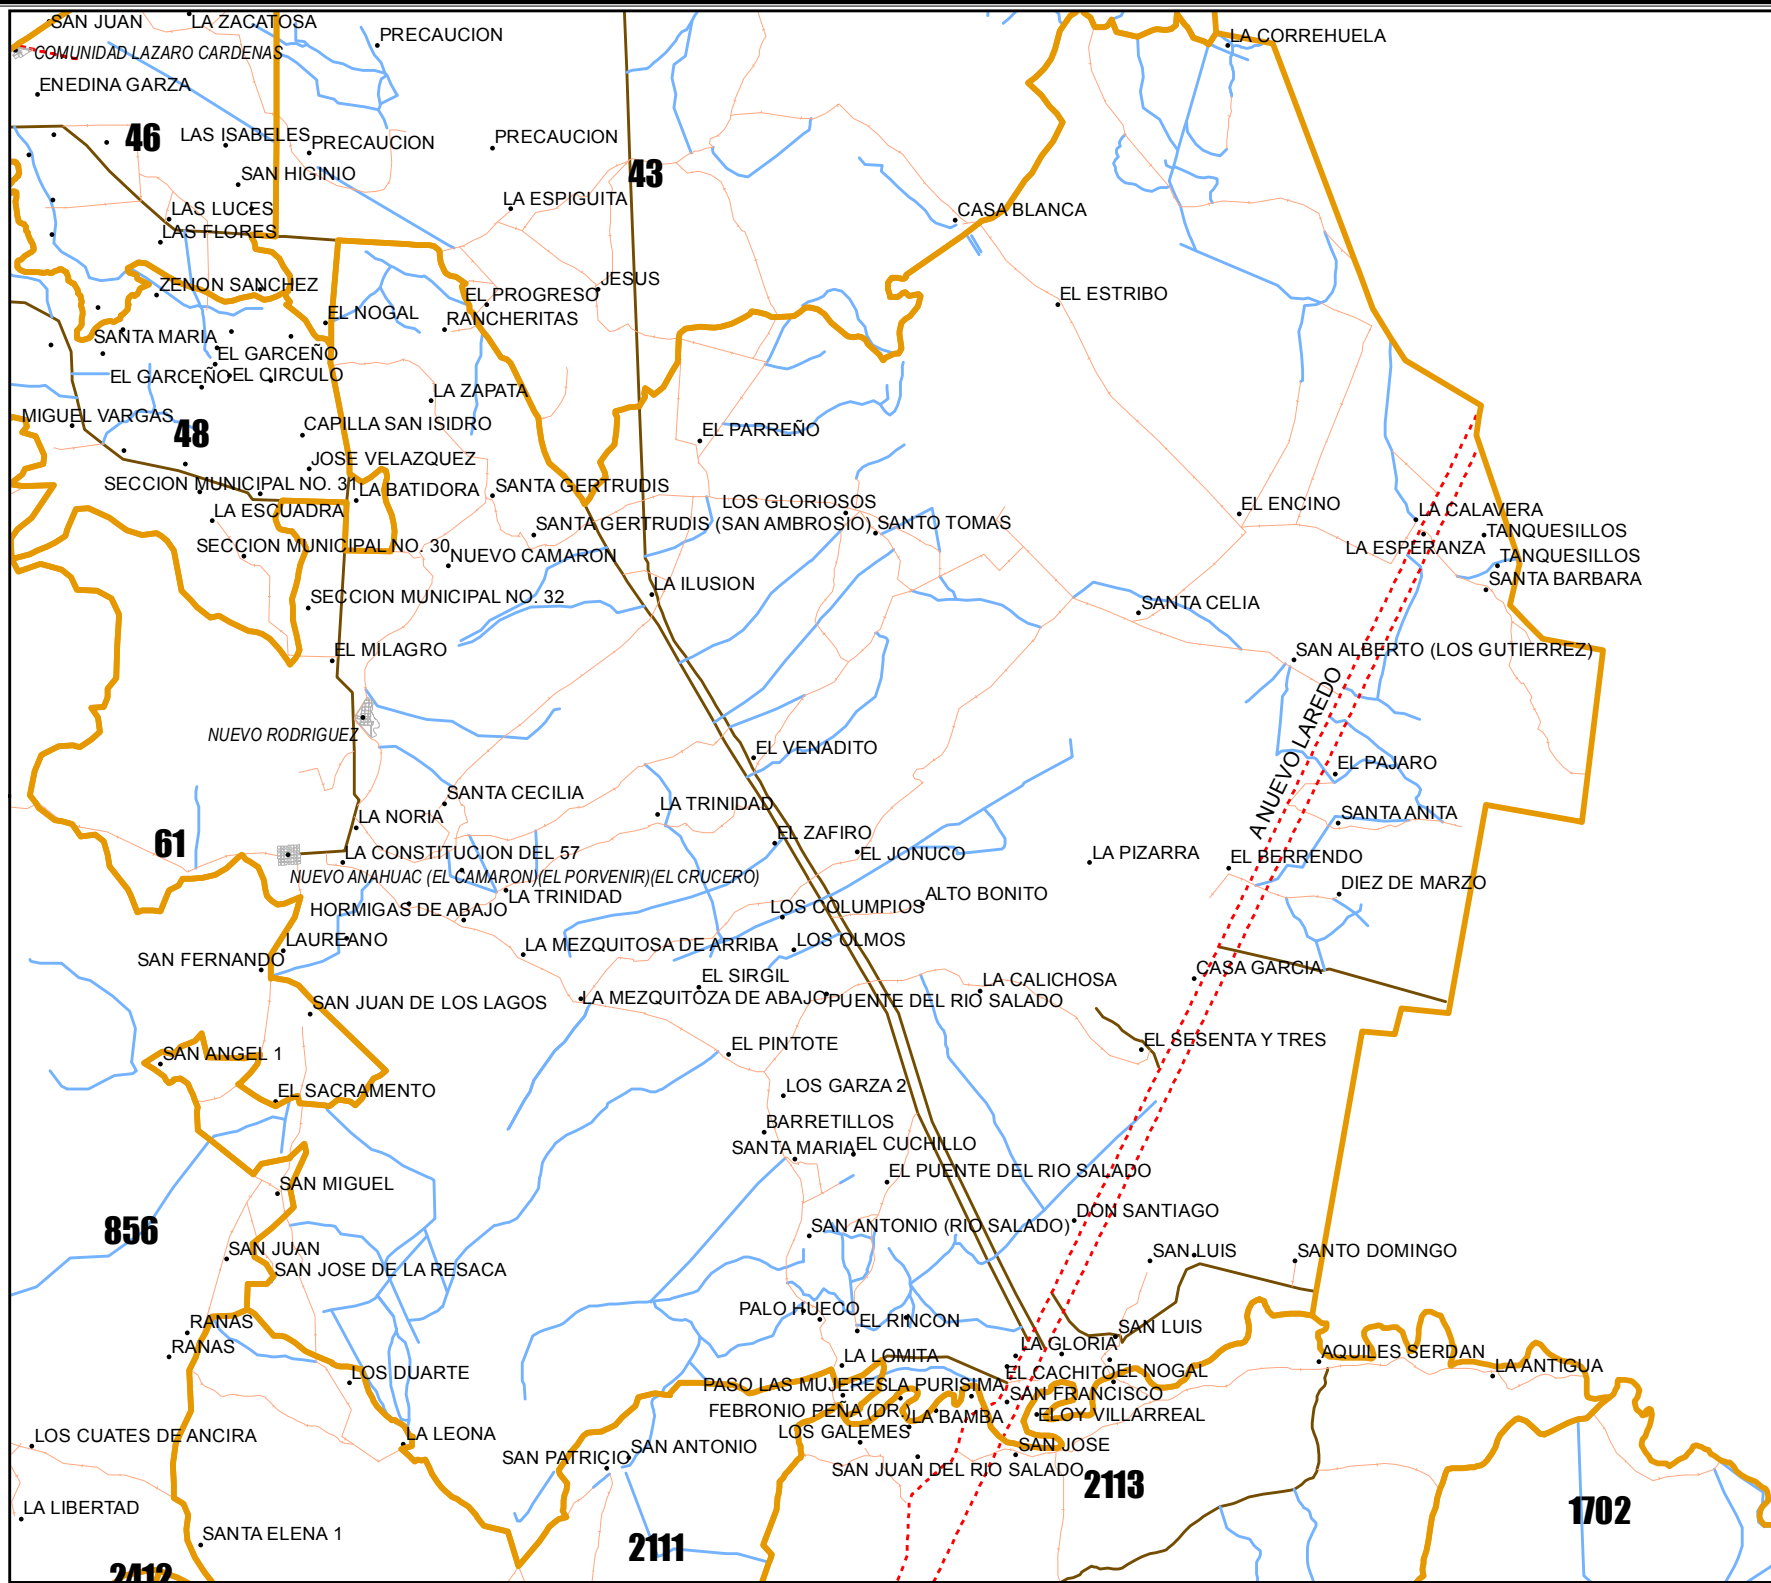 SAN JUAN
LA ZACATOSA
PRECAUCION
LA CORREHUELA
COMUNIDAD LAZARO CARDENAS
ENEDINA GARZA
46
LAS ISABELES
PRECAUCION
PRECAUCION
43
SAN HIGINIO
LA ESPIGUITA
LAS LUCES
CASA BLANCA
LAS FLORES
ZENON SANCHEZ
JESUS
EL PROGRESO
EL ESTRIBO
EL NOGAL
RANCHERITAS
SANTA MARIA
EL GARCEÑO
EL GARCEÑO
EL CIRCULO
LA ZAPATA
MIGUEL VARGAS
48
CAPILLA SAN ISIDRO
EL PARREÑO
JOSE VELAZQUEZ
SECCION MUNICIPAL NO. 31
LA BATIDORA
SANTA GERTRUDIS
LOS GLORIOSOS
EL ENCINO
LA ESCUADRA
LA CALAVERA
SANTA GERTRUDIS (SAN AMBROSIO)
SANTO TOMAS
TANQUESILLOS
SECCION MUNICIPAL NO. 30
LA ESPERANZA
NUEVO CAMARON
TANQUESILLOS
SANTA BARBARA
LA ILUSION
SECCION MUNICIPAL NO. 32
SANTA CELIA
EL MILAGRO
SAN ALBERTO (LOS GUTIERREZ)
NUEVO RODRIGUEZ
A NUEVO LAREDO
EL VENADITO
EL PAJARO
SANTA CECILIA
LA TRINIDAD
LA NORIA
SANTA ANITA
61
EL ZAFIRO
LA CONSTITUCION DEL 57
EL JONUCO
LA PIZARRA
EL BERRENDO
NUEVO ANAHUAC (EL CAMARON)(EL PORVENIR)(EL CRUCERO)
DIEZ DE MARZO
LA TRINIDAD
ALTO BONITO
HORMIGAS DE ABAJO
LOS COLUMPIOS
LAUREANO
LA MEZQUITOSA DE ARRIBA
LOS OLMOS
SAN FERNANDO
CASA GARCIA
EL SIRGIL
LA CALICHOSA
SAN JUAN DE LOS LAGOS
LA MEZQUITOZA DE ABAJO
PUENTE DEL RIO SALADO
EL PINTOTE
EL SESENTA Y TRES
SAN ANGEL 1
EL SACRAMENTO
LOS GARZA 2
BARRETILLOS
SANTA MARIA
EL CUCHILLO
EL PUENTE DEL RIO SALADO
SAN MIGUEL
DON SANTIAGO
856
SAN ANTONIO (RIO SALADO)
SAN JUAN
SAN LUIS
SANTO DOMINGO
SAN JOSE DE LA RESACA
PALO HUECO
RANAS
EL RINCON
SAN LUIS
RANAS
LA GLORIA
AQUILES SERDAN
LA LOMITA
LA ANTIGUA
LOS DUARTE
EL CACHITO
EL NOGAL
PASO LAS MUJERES
LA PURISIMA
SAN FRANCISCO
FEBRONIO PEÑA (DR.)
LA BAMBA
ELOY VILLARREAL
LOS CUATES DE ANCIRA
LA LEONA
LOS GALEMES
SAN ANTONIO
SAN JOSE
SAN PATRICIO
SAN JUAN DEL RIO SALADO
2113
LA LIBERTAD
1702
SANTA ELENA 1
2111
2412